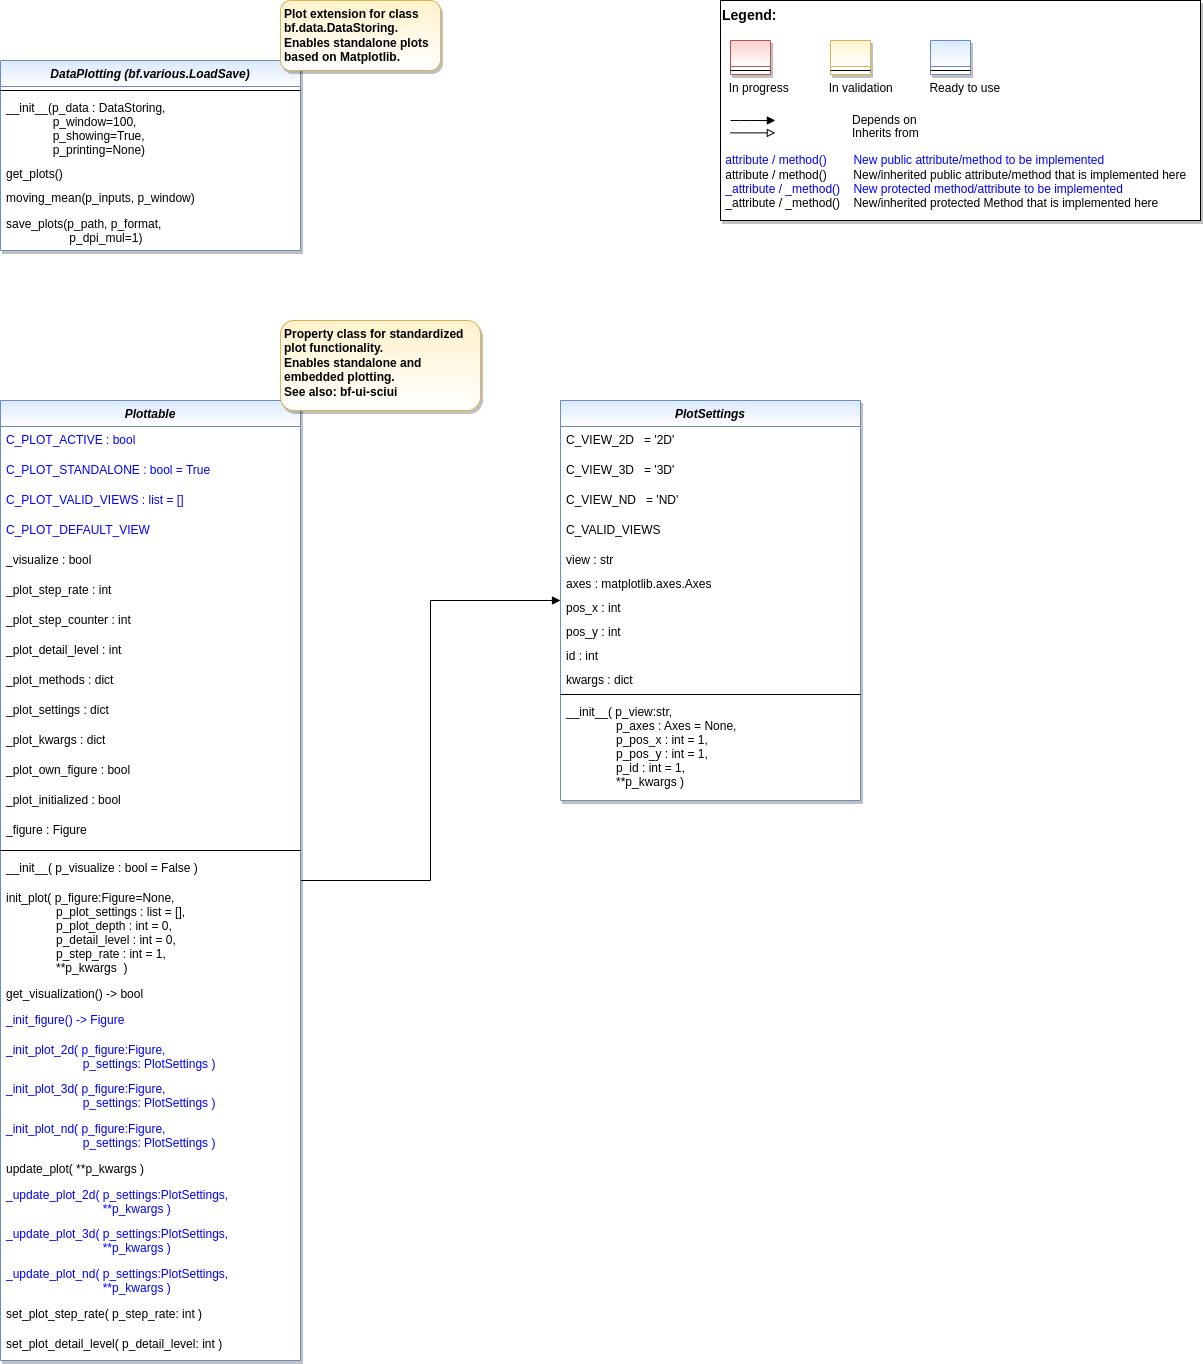 Plot extension for class
bf.data.DataStoring.
Enables standalone plots
based on Matplotlib.
DataPlotting (bf.various.LoadSave)
__init__(p_data : DataStoring,
p_window=100,
p_showing=True,
p_printing=None)
get_plots()
moving_mean(p_inputs, p_window)
save_plots(p_path, p_format,
p_dpi_mul=1)
Legend:
In progress
In validation
Ready to use
Depends on
Inherits from
attribute / method() New public attribute/method to be implemented
attribute / method() New/inherited public attribute/method that is implemented here
_attribute / _method() New protected method/attribute to be implemented
_attribute / _method() New/inherited protected Method that is implemented here
Property class for standardized
plot functionality.
Enables standalone and
embedded plotting.
See also: bf-ui-sciui
Plottable
C_PLOT_ACTIVE : bool
C_PLOT_STANDALONE : bool = True
C_PLOT_VALID_VIEWS : list = []
C_PLOT_DEFAULT_VIEW
_visualize : bool
_plot_step_rate : int
_plot_step_counter : int
_plot_detail_level : int
_plot_methods : dict
_plot_settings : dict
_plot_kwargs : dict
_plot_own_figure : bool
_plot_initialized : bool
_figure : Figure
__init__( p_visualize : bool = False )
init_plot( p_figure:Figure=None,
p_plot_settings : list = [],
p_plot_depth : int = 0,
p_detail_level : int = 0,
p_step_rate : int = 1,
**p_kwargs )
get_visualization() -> bool
_init_figure() -> Figure
_init_plot_2d( p_figure:Figure,
p_settings: PlotSettings )
_init_plot_3d( p_figure:Figure,
p_settings: PlotSettings )
_init_plot_nd( p_figure:Figure,
p_settings: PlotSettings )
update_plot( **p_kwargs )
_update_plot_2d( p_settings:PlotSettings,
**p_kwargs )
_update_plot_3d( p_settings:PlotSettings,
**p_kwargs )
_update_plot_nd( p_settings:PlotSettings,
**p_kwargs )
set_plot_step_rate( p_step_rate: int )
set_plot_detail_level( p_detail_level: int )
PlotSettings
C_VIEW_2D = '2D'
C_VIEW_3D = '3D'
C_VIEW_ND = 'ND'
C_VALID_VIEWS
view : str
axes : matplotlib.axes.Axes
pos_x : int
pos_y : int
id : int
kwargs : dict
__init__( p_view:str,
p_axes : Axes = None,
p_pos_x : int = 1,
p_pos_y : int = 1,
p_id : int = 1,
**p_kwargs )